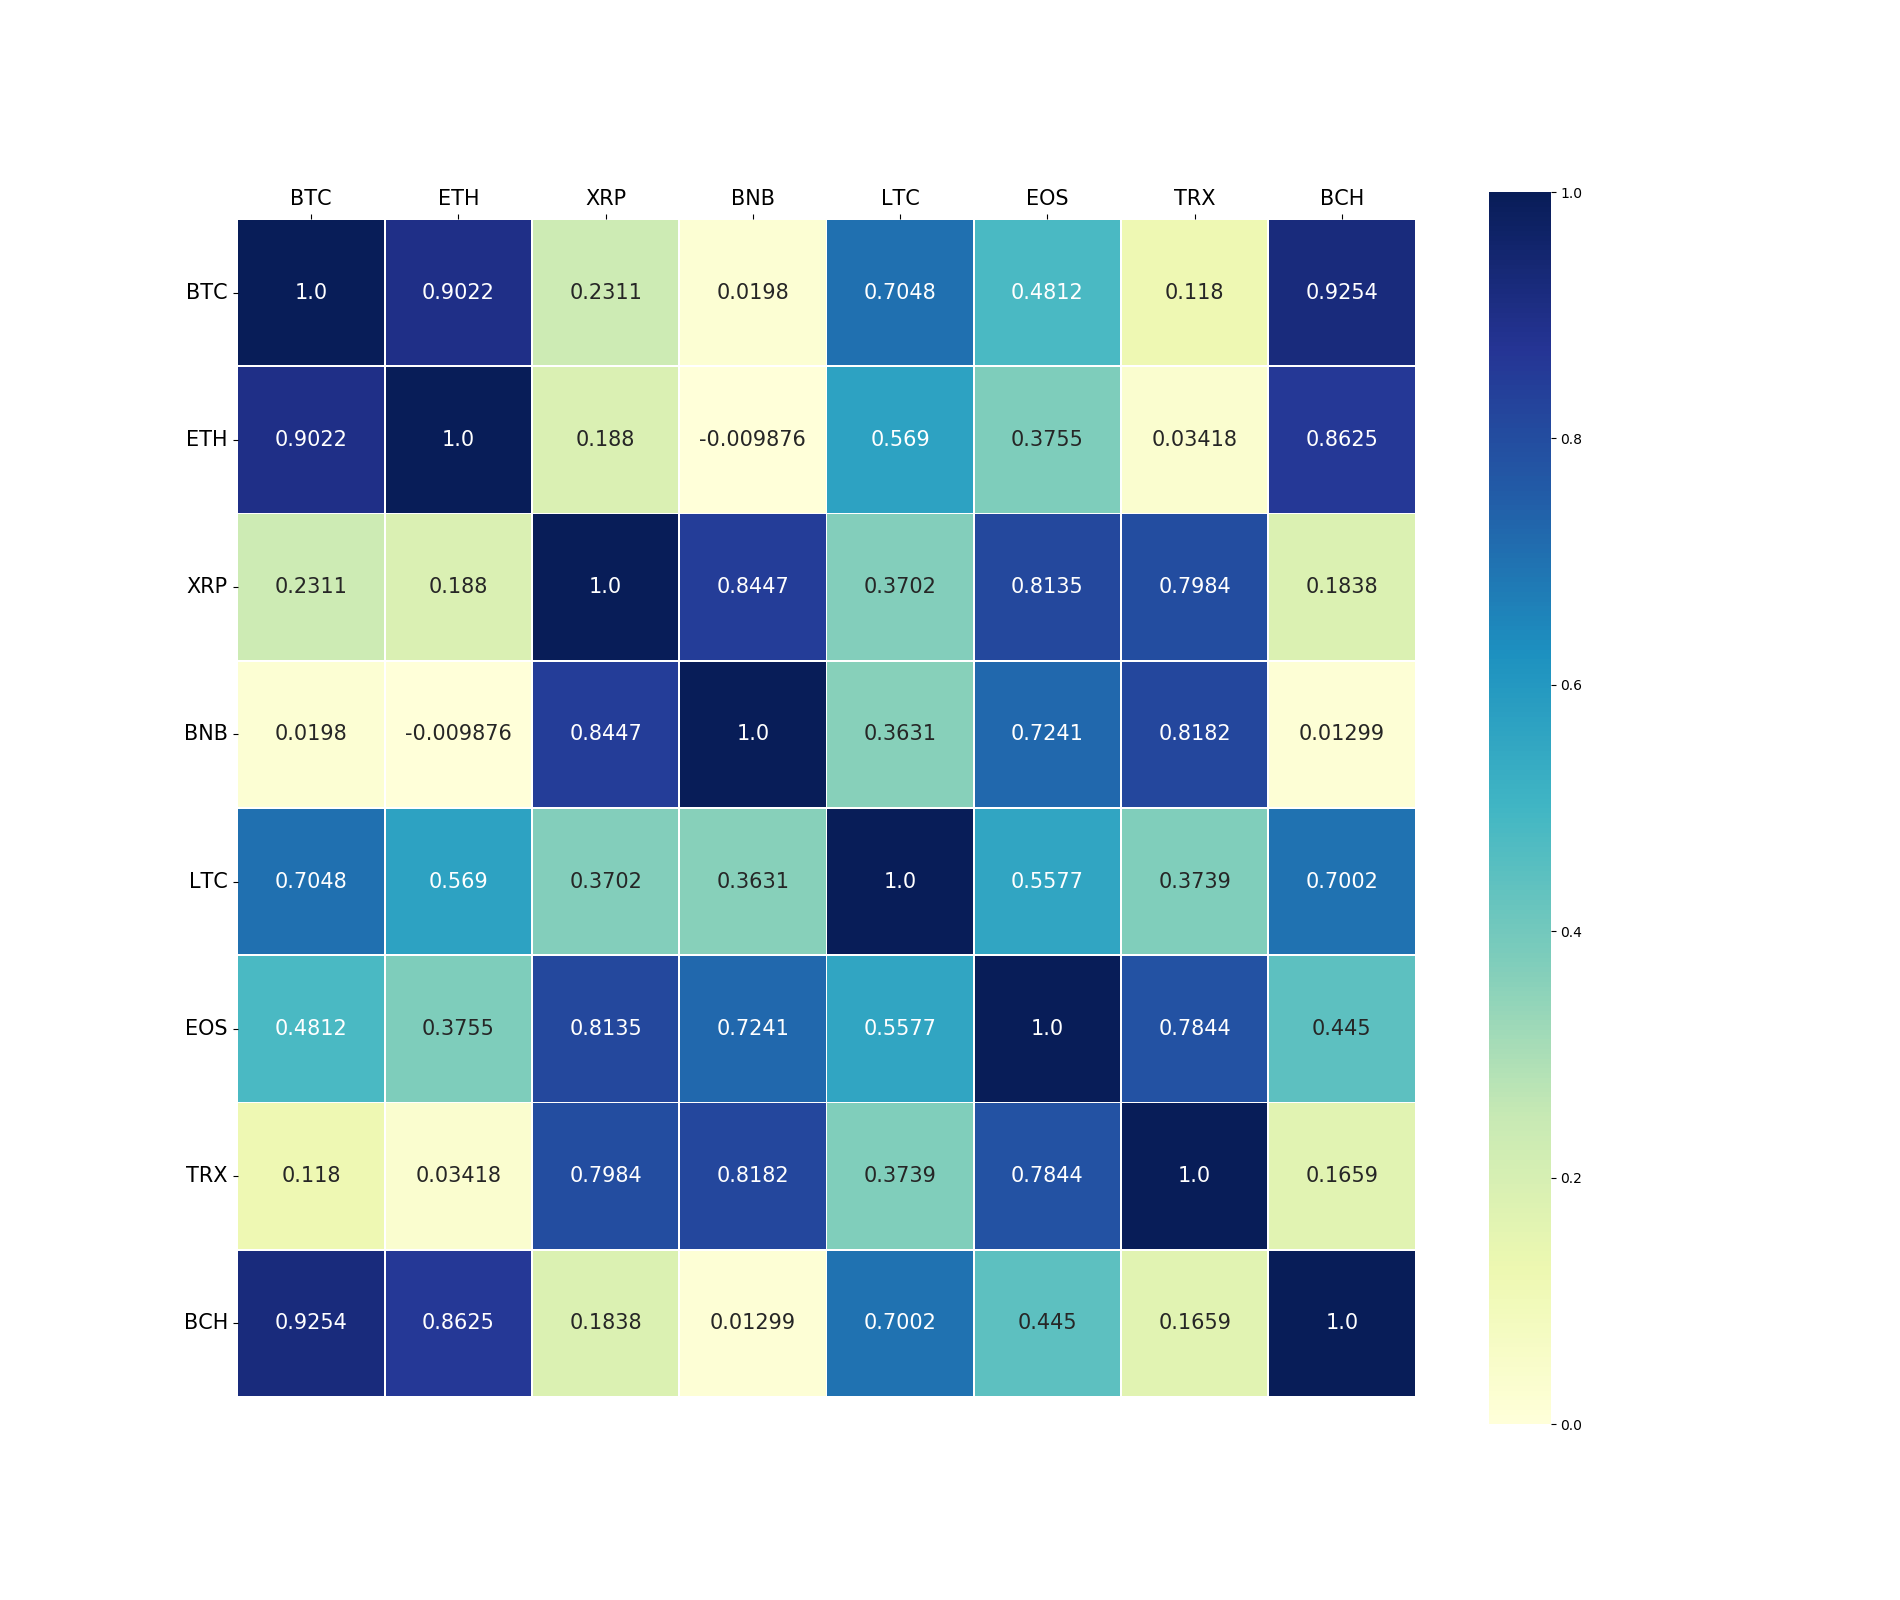 BTC ETH XRP BNB LTC EOS TRX BCH
1.0
BTC 1.0 0.9022 0.2311 0.0198 0.7048 0.4812 0.118 0.9254
ETH 0.9022 1.0 0.188 -0.009876 0.569 0.3755 0.03418 0.8625
0.8
XRP 0.2311 0.188 1.0 0.8447 0.3702 0.8135 0.7984 0.1838
0.6
BNB 0.0198 -0.009876 0.8447 1.0 0.3631 0.7241 0.8182 0.01299
LTC 0.7048 0.569 0.3702 0.3631 1.0 0.5577 0.3739 0.7002
0.4
EOS 0.4812 0.3755 0.8135 0.7241 0.5577 1.0 0.7844 0.445
TRX 0.118 0.03418 0.7984 0.8182 0.3739 0.7844 1.0 0.1659
0.2
BCH 0.9254 0.8625 0.1838 0.01299 0.7002 0.445 0.1659 1.0
0.0